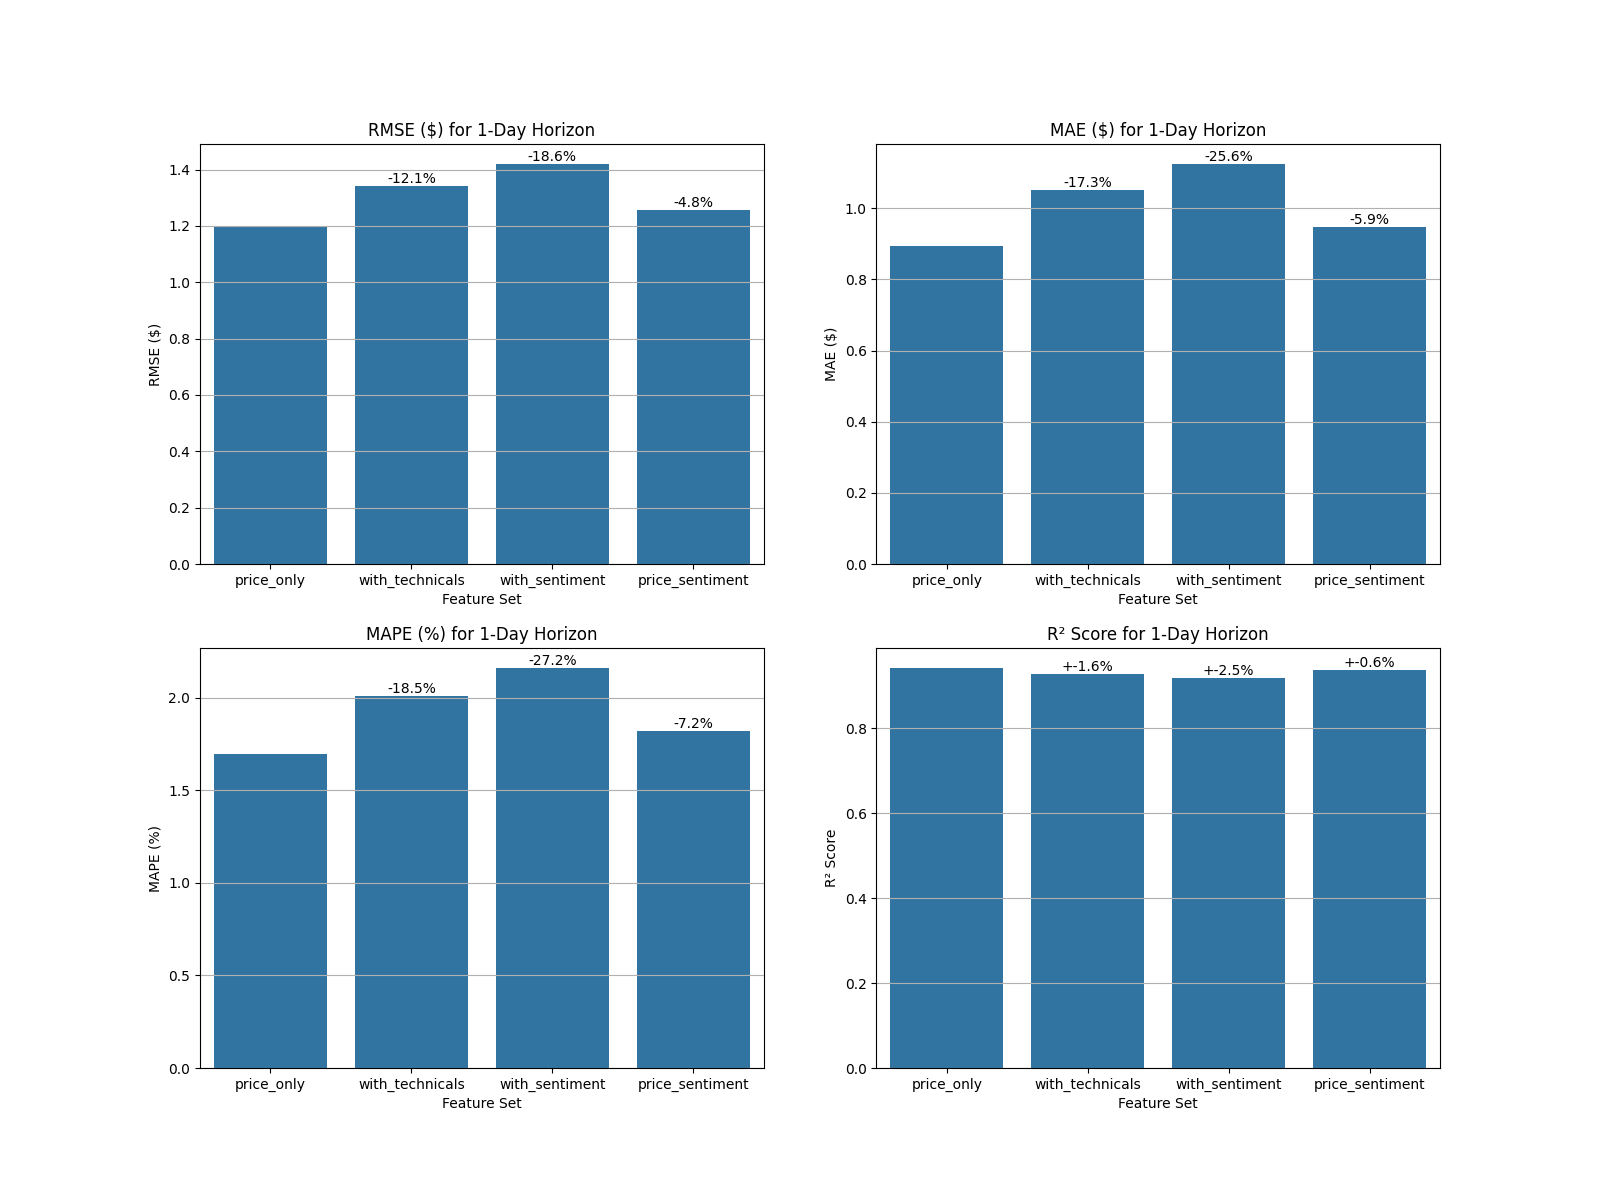 RMSE ($) for 1-Day Horizon
RMSE ($)
1.4
1.2
1.0
0.8
0.6
0.4
0.2
0.0
-12.1%
-18.6%
-4.8%
price_only with_technicals with_sentiment price_sentiment
Feature Set
MAE ($) for 1-Day Horizon
MAE ($)
1.0
0.8
0.6
0.4
0.2
0.0
-17.3%
-25.6%
-5.9%
price_only with_technicals with_sentiment price_sentiment
Feature Set
MAPE (%) for 1-Day Horizon
MAPE (%)
2.0
1.5
1.0
0.5
0.0
-18.5%
-27.2%
-7.2%
price_only with_technicals with_sentiment price_sentiment
Feature Set
R² Score for 1-Day Horizon
R² Score
0.8
0.6
0.4
0.2
0.0
+-1.6%
+-2.5%
+-0.6%
price_only with_technicals with_sentiment price_sentiment
Feature Set